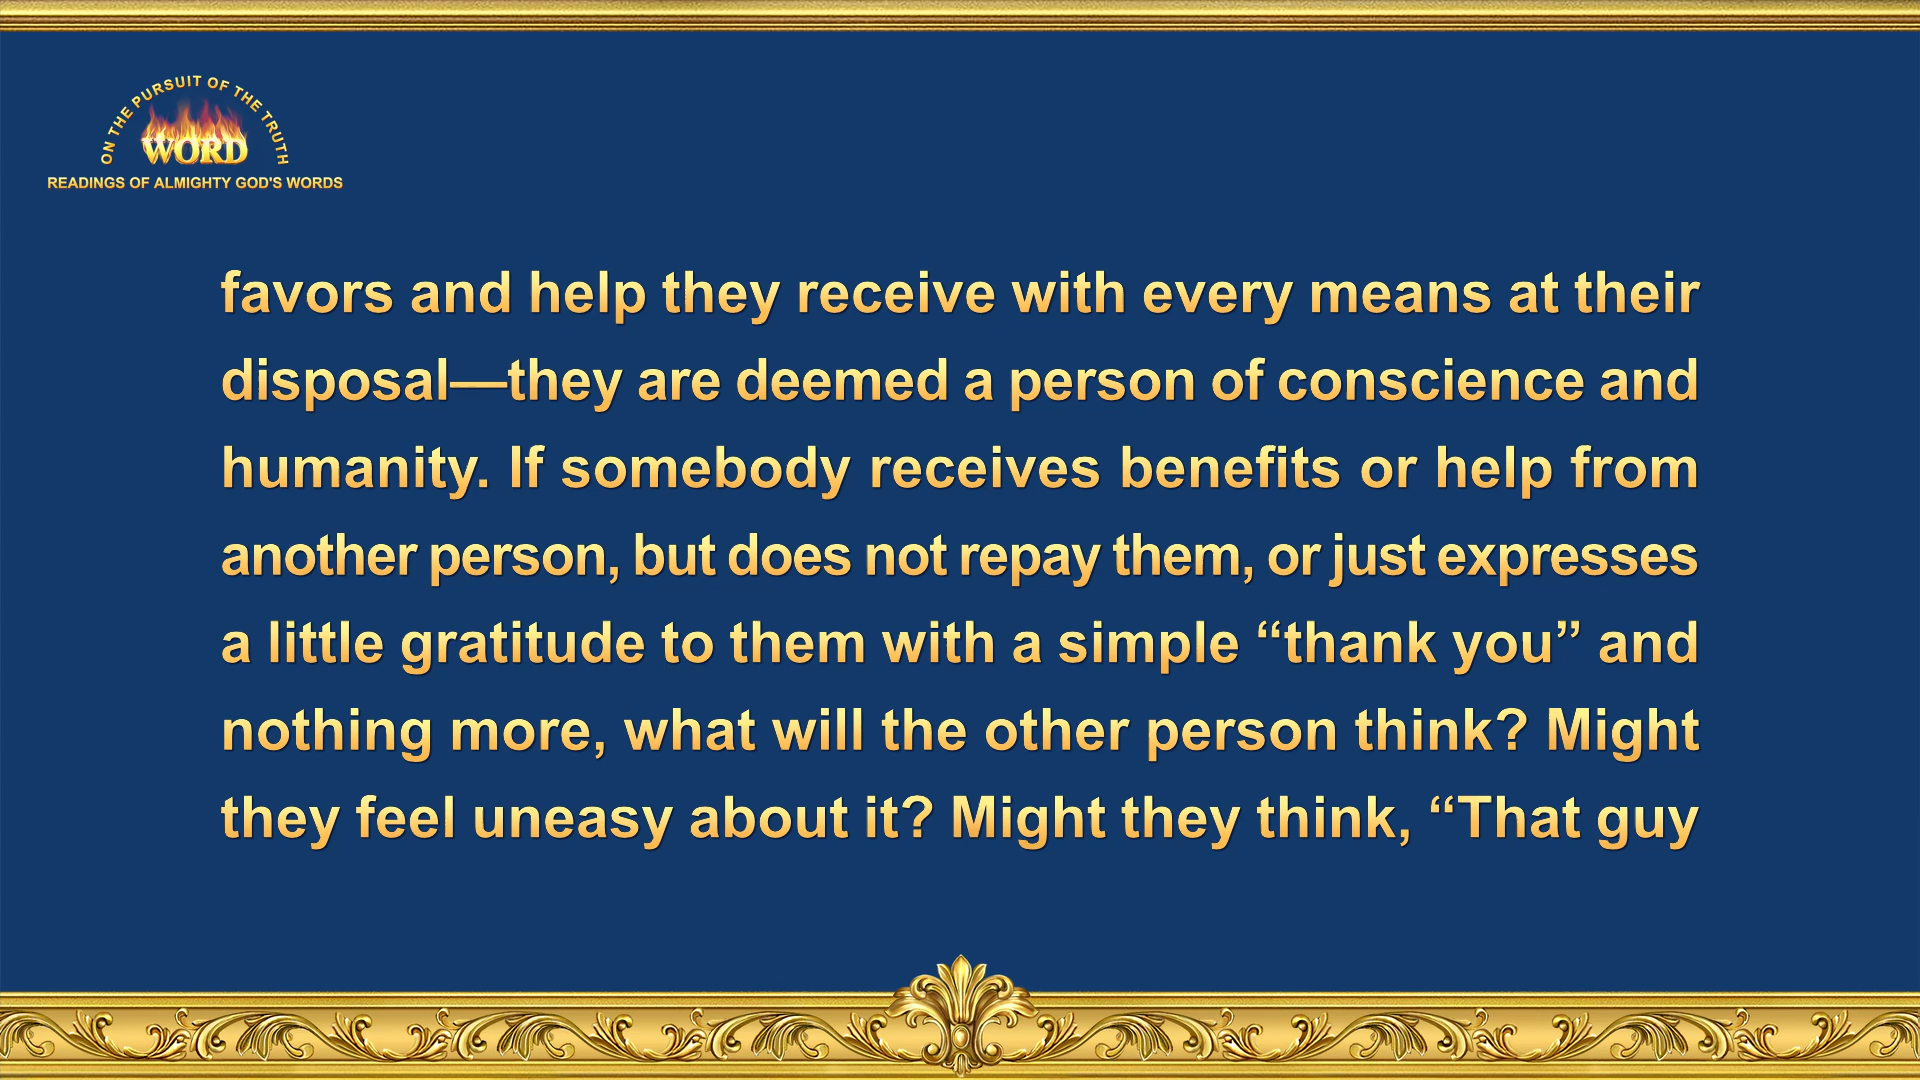 ON THE PURSUIT OF THE TRUTH
WORD
READINGS OF ALMIGHTY GOD'S WORDS
favors and help they receive with every means at their
disposal—they are deemed a person of conscience and
humanity. If somebody receives benefits or help from
another person, but does not repay them, or just expresses
a little gratitude to them with a simple “thank you” and
nothing more, what will the other person think? Might
they feel uneasy about it? Might they think, “That guy